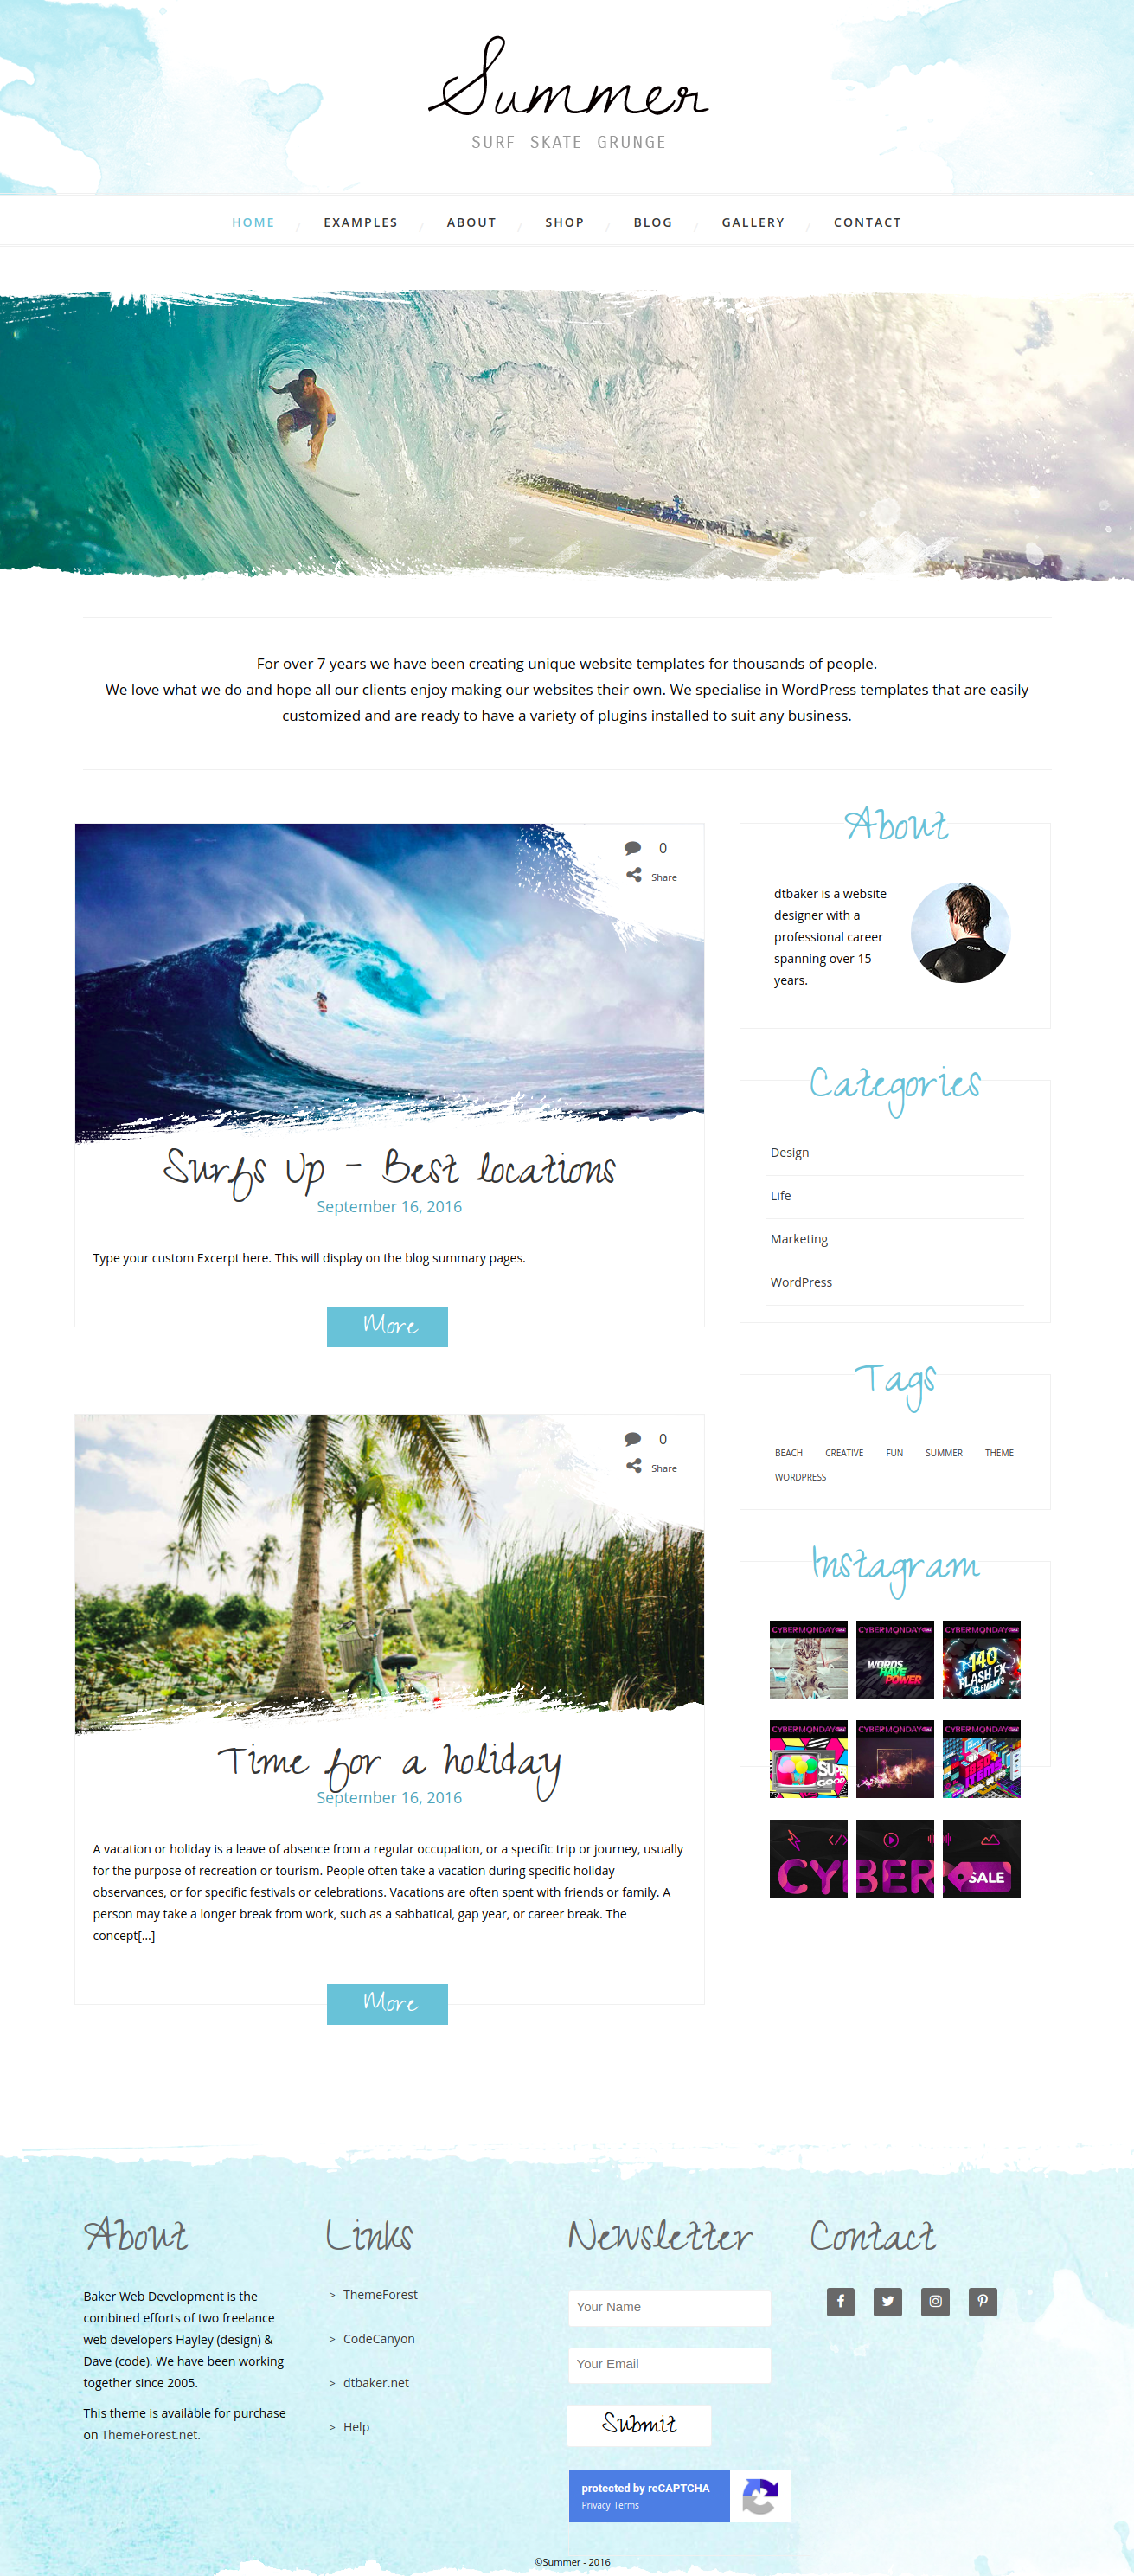 Summer
SURF SKATE GRUNGE
HOME / EXAMPLES / ABOUT / SHOP / BLOG / GALLERY / CONTACT
For over 7 years we have been creating unique website templates for thousands of people.
We love what we do and hope all our clients enjoy making our websites their own. We specialise in WordPress templates that are easily
customized and are ready to have a variety of plugins installed to suit any business.
0
Share
Surfs Up - Best locations
September 16, 2016
Type your custom Excerpt here. This will display on the blog summary pages.
More
0
Share
Time for a holiday
September 16, 2016
A vacation or holiday is a leave of absence from a regular occupation, or a specific trip or journey, usually
for the purpose of recreation or tourism. People often take a vacation during specific holiday
observances, or for specific festivals or celebrations. Vacations are often spent with friends or family. A
person may take a longer break from work, such as a sabbatical, gap year, or career break. The
concept[...]
More
About
dtbaker is a website
designer with a
professional career
spanning over 15
years.
Categories
Design
Life
Marketing
WordPress
Tags
BEACH CREATIVE FUN SUMMER THEME
WORDPRESS
Instagram
CYBERMONDAY
CYBERMONDAY
WORDS
HAVE
POWER
CYBERMONDAY
140
FLASH FX
ELEMENTS
CYBERMONDAY
GOOD
CYBERMONDAY
CYBERMONDAY
CYBER
SALE
About
Baker Web Development is the
combined efforts of two freelance
web developers Hayley (design) &
Dave (code). We have been working
together since 2005.
This theme is available for purchase
on ThemeForest.net.
Links
> ThemeForest
> CodeCanyon
> dtbaker.net
> Help
Newsletter
Your Name
Your Email
Submit
protected by reCAPTCHA
Privacy Terms
Contact
©Summer - 2016